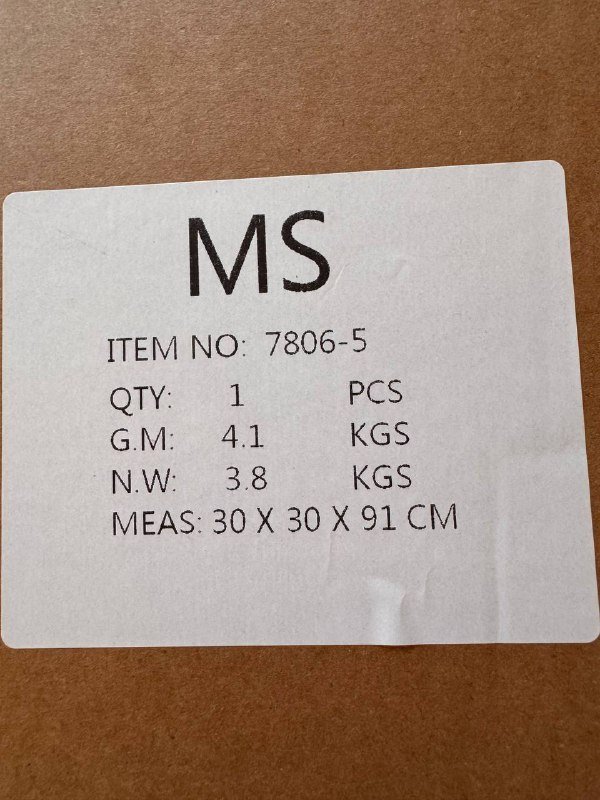 MS
ITEM NO: 7806-5
QTY: 1 PCS
G.M: 4.1 KGS
N.W: 3.8 KGS
MEAS: 30 X 30 X 91 CM